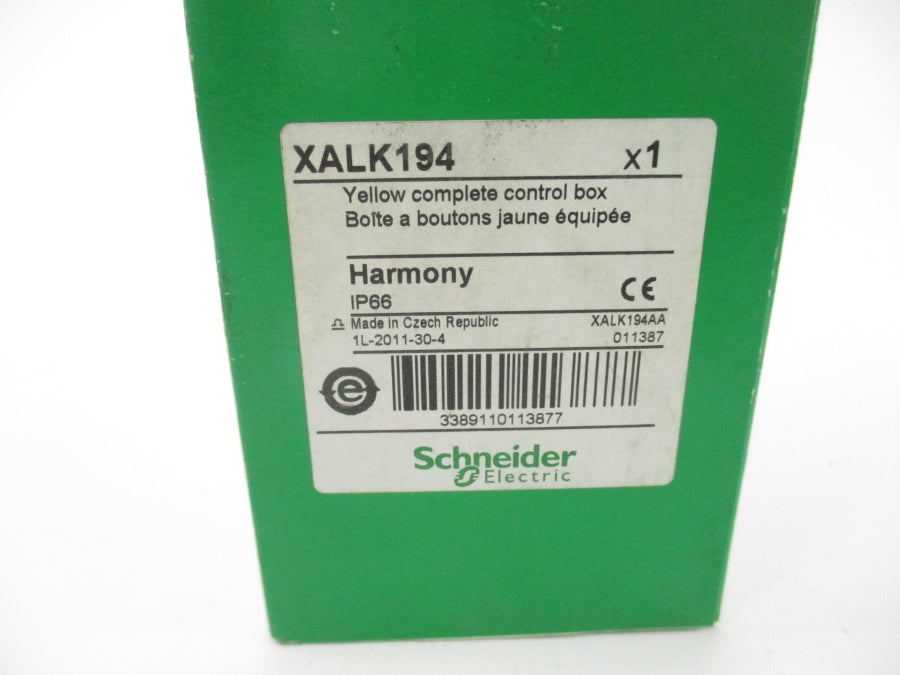 XALK194 x1
Yellow complete control box
Boîte a boutons jaune équipée
Harmony
IP66 CE
Made in Czech Republic XALK194AA
1L-2011-30-4 011387
e
3389110113877
Schneider
Electric